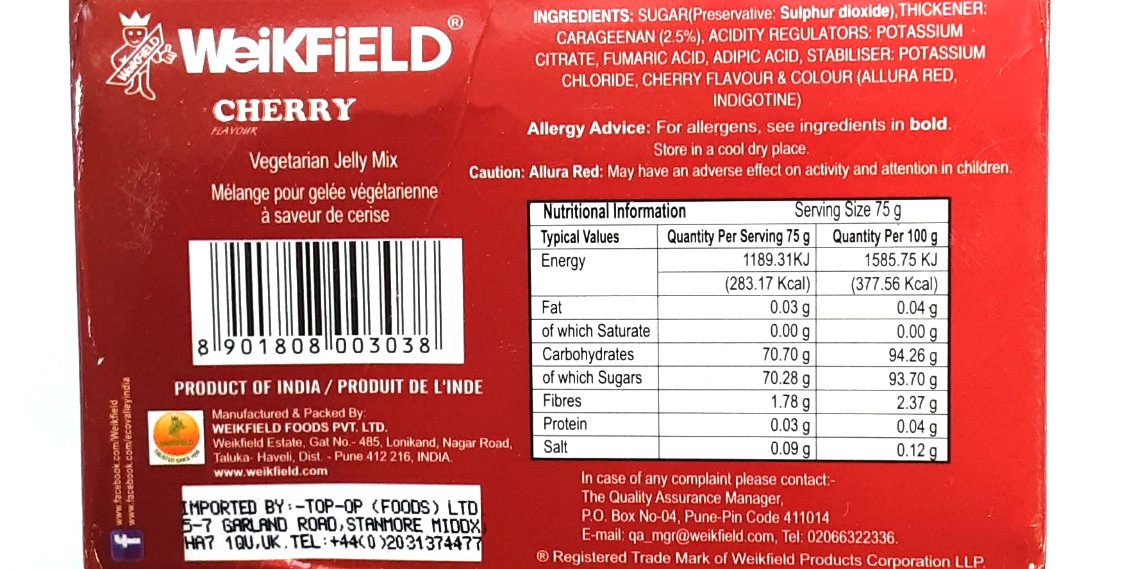 WEIKFIELD
WeiKFiELD®
CHERRY
FLAVOUR
Vegetarian Jelly Mix
Mélange pour gelée végétarienne
à saveur de cerise
8 901808 003038
PRODUCT OF INDIA / PRODUIT DE L'INDE
Manufactured & Packed By:
WEIKFIELD FOODS PVT. LTD.
Weikfield Estate, Gat No.- 485, Lonikand, Nagar Road,
Taluka- Haveli, Dist. - Pune 412 216, INDIA.
www.weikfield.com
www.facebook.com/Weikfield
www.facebook.com/ecovalleyindia
IMPORTED BY:-TOP-OP (FOODS) LTD
5-7 GARLAND ROAD,STANMORE MIDDX
HA7 1QU,UK.TEL:+44(0)2031374477
INGREDIENTS: SUGAR(Preservative: Sulphur dioxide),THICKENER:
CARAGEENAN (2.5%), ACIDITY REGULATORS: POTASSIUM
CITRATE, FUMARIC ACID, ADIPIC ACID, STABILISER: POTASSIUM
CHLORIDE, CHERRY FLAVOUR & COLOUR (ALLURA RED,
INDIGOTINE)
Allergy Advice: For allergens, see ingredients in bold.
Store in a cool dry place.
Caution: Allura Red: May have an adverse effect on activity and attention in children.
Nutritional Information Serving Size 75 g
Typical Values Quantity Per Serving 75 g Quantity Per 100 g
Energy 1189.31KJ 1585.75 KJ
(283.17 Kcal) (377.56 Kcal)
Fat 0.03 g 0.04 g
of which Saturate 0.00 g 0.00 g
Carbohydrates 70.70 g 94.26 g
of which Sugars 70.28 g 93.70 g
Fibres 1.78 g 2.37 g
Protein 0.03 g 0.04 g
Salt 0.09 g 0.12 g
In case of any complaint please contact:-
The Quality Assurance Manager,
P.O. Box No-04, Pune-Pin Code 411014
E-mail: qa_mgr@weikfield.com, Tel: 02066322336.
® Registered Trade Mark of Weikfield Products Corporation LLP.